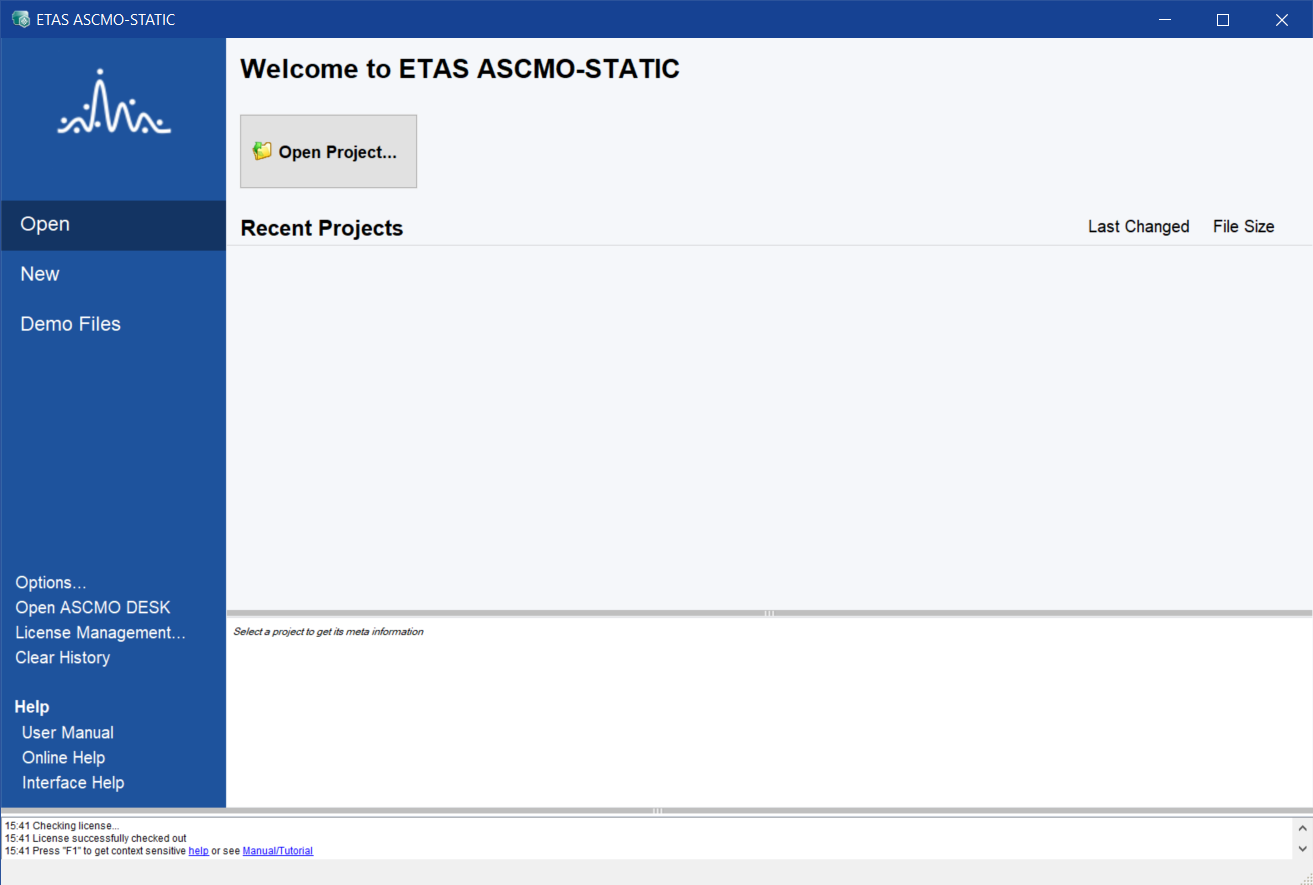 ETAS ASCMO-STATIC
Welcome to ETAS ASCMO-STATIC
Open Project...
Open
Recent Projects Last Changed File Size
New
Demo Files
Options...
Open ASCMO DESK
License Management...
Clear History
Help
User Manual
Online Help
Interface Help
Select a project to get its meta information
15:41 Checking license...
15:41 License successfully checked out
15:41 Press "F1" to get context sensitive help or see Manual/Tutorial